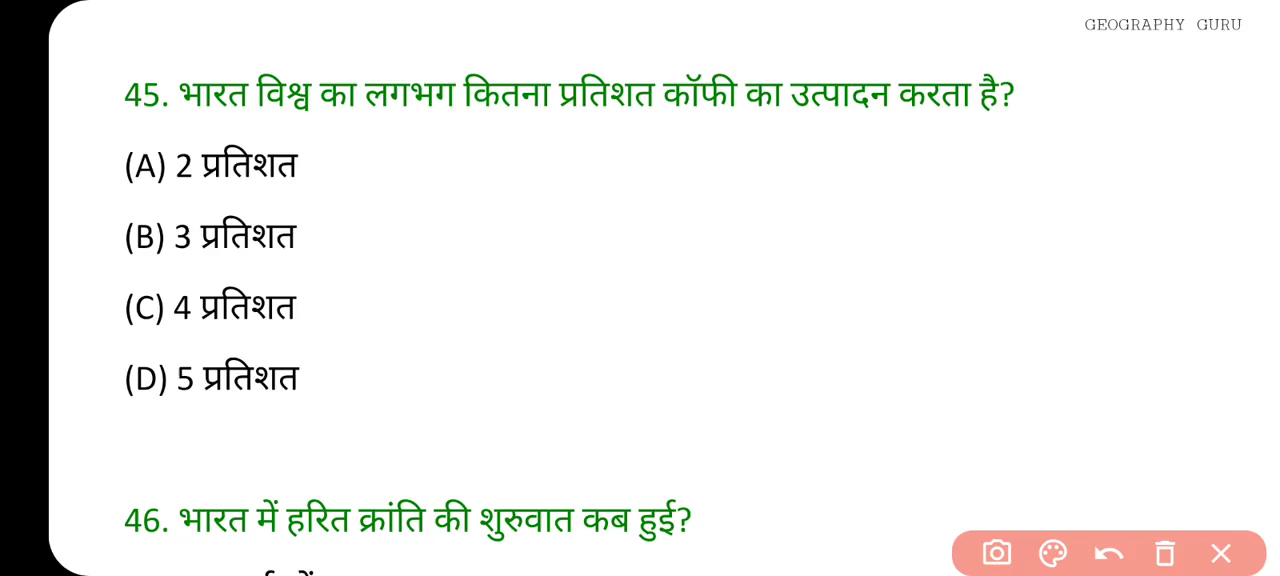 GEOGRAPHY GURU
45. भारत विश्व का लगभग कितना प्रतिशत कॉफी का उत्पादन करता है?
(A) 2 प्रतिशत
(B) 3 प्रतिशत
(C) 4 प्रतिशत
(D) 5 प्रतिशत
46. भारत में हरित क्रांति की शुरुवात कब हुई?